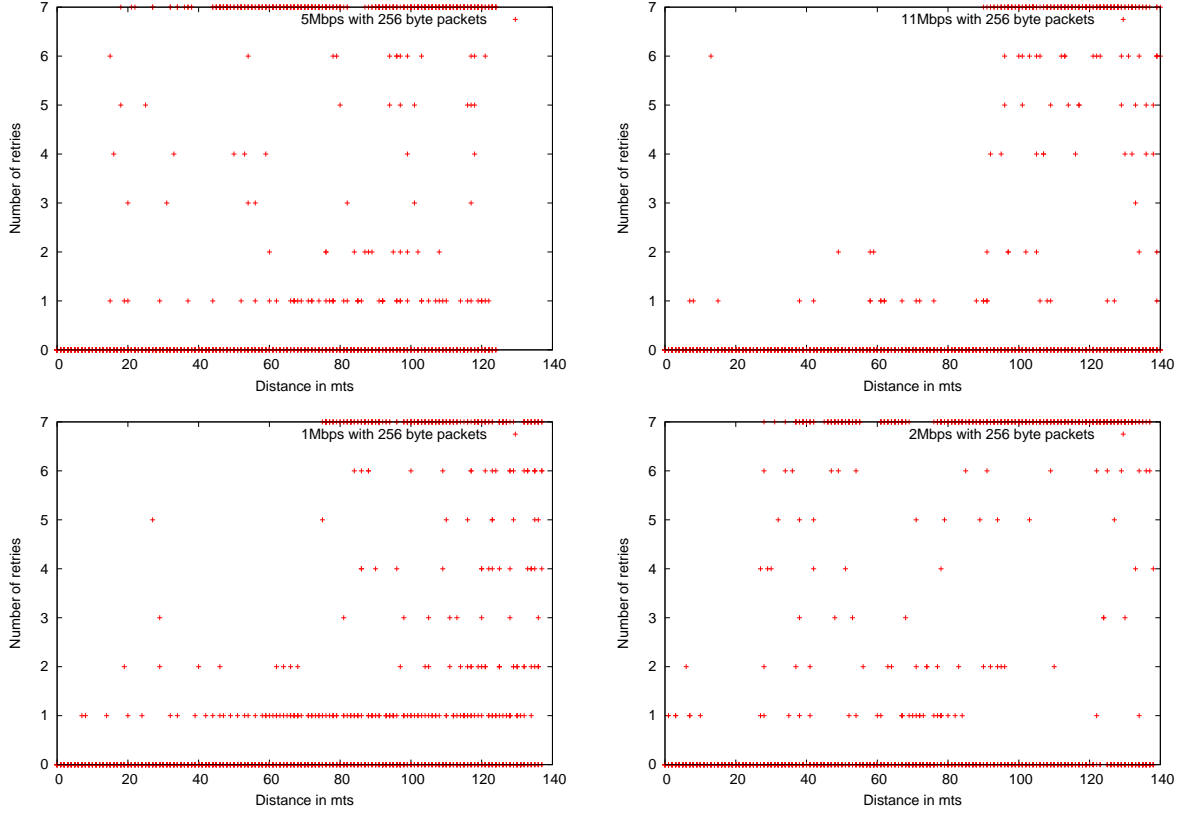 7
6
5
4
3
2
1
0
0 20 40 60 80 100 120 140
Number of retries
Distance in mts
5Mbps with 256 byte packets
7
6
5
4
3
2
1
0
0 20 40 60 80 100 120 140
Number of retries
Distance in mts
11Mbps with 256 byte packets
7
6
5
4
3
2
1
0
0 20 40 60 80 100 120 140
Number of retries
Distance in mts
1Mbps with 256 byte packets
7
6
5
4
3
2
1
0
0 20 40 60 80 100 120 140
Number of retries
Distance in mts
2Mbps with 256 byte packets